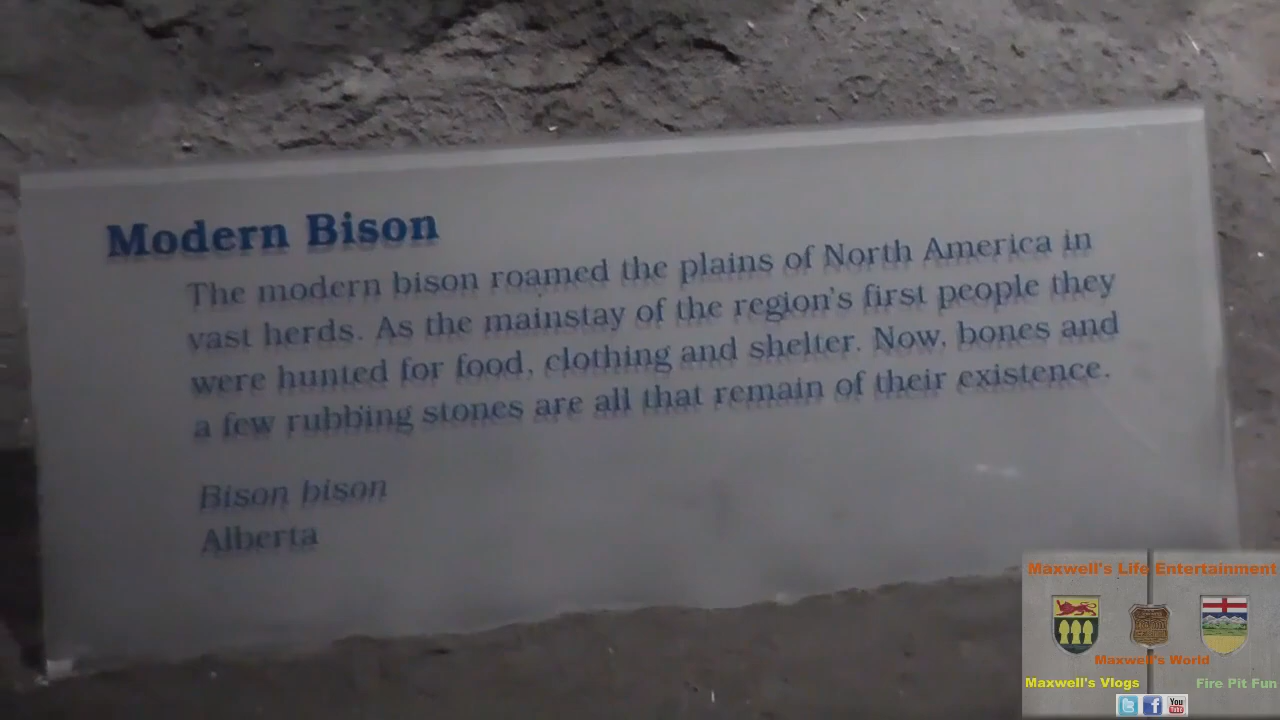 Modern Bison
The modern bison roamed the plains of North America in
vast herds. As the mainstay of the region's first people they
were hunted for food, clothing and shelter. Now, bones and
a few rubbing stones are all that remain of their existence.
Bison bison
Alberta
Maxwell's Life Entertainment
Maxwell's World
Maxwell's Vlogs
Fire Pit Fun
You
Tube